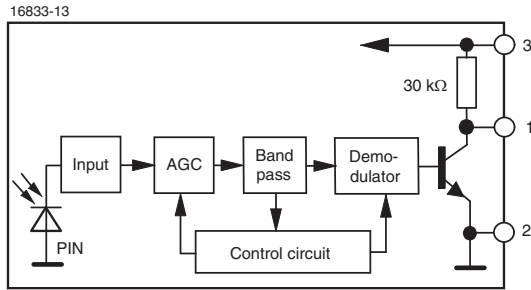 16833-13
3
30 kΩ
1
Input
AGC
Band
pass
Demo-
dulator
2
PIN
Control circuit